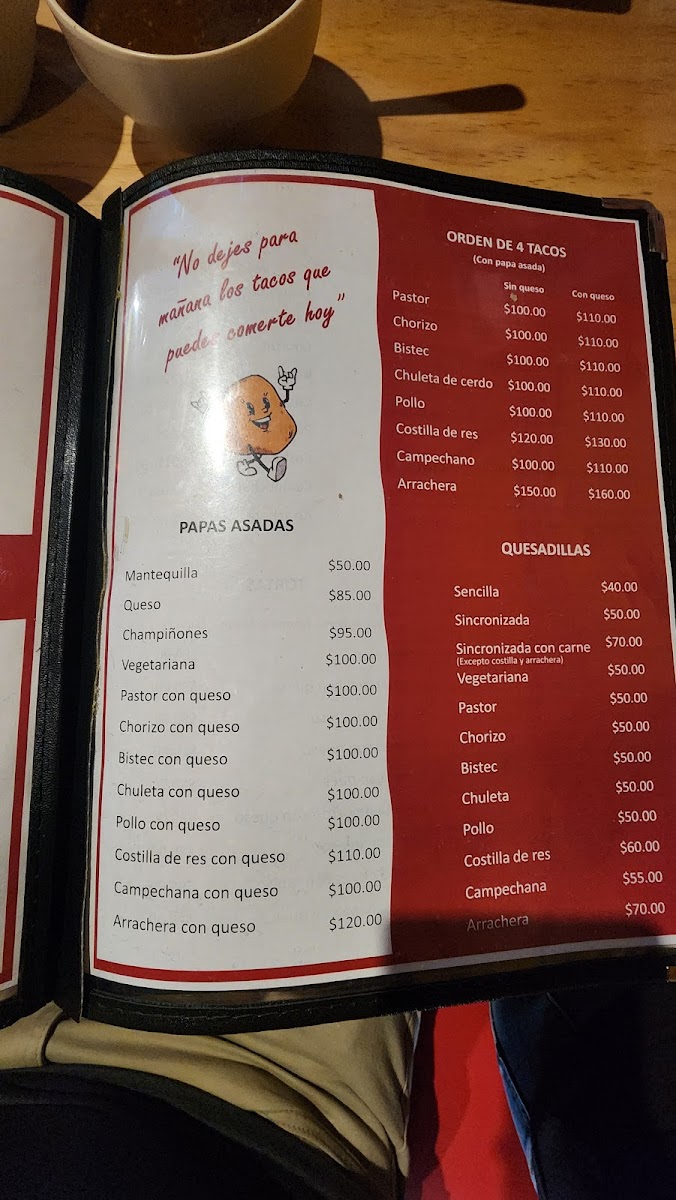 "No dejes para
mañana los tacos que
puedes comerte hoy"
PAPAS ASADAS
Mantequilla $50.00
Queso $85.00
Champiñones $95.00
Vegetariana $100.00
Pastor con queso $100.00
Chorizo con queso $100.00
Bistec con queso $100.00
Chuleta con queso $100.00
Pollo con queso $100.00
Costilla de res con queso $110.00
Campechana con queso $100.00
Arrachera con queso $120.00
ORDEN DE 4 TACOS
(Con papa asada)
Sin queso Con queso
Pastor $100.00 $110.00
Chorizo $100.00 $110.00
Bistec $100.00 $110.00
Chuleta de cerdo $100.00 $110.00
Pollo $100.00 $110.00
Costilla de res $120.00 $130.00
Campechano $100.00 $110.00
Arrachera $150.00 $160.00
QUESADILLAS
Sencilla $40.00
Sincronizada $50.00
Sincronizada con carne $70.00
(Excepto costilla y arrachera)
Vegetariana $50.00
Pastor $50.00
Chorizo $50.00
Bistec $50.00
Chuleta $50.00
Pollo $50.00
Costilla de res $60.00
Campechana $55.00
Arrachera $70.00